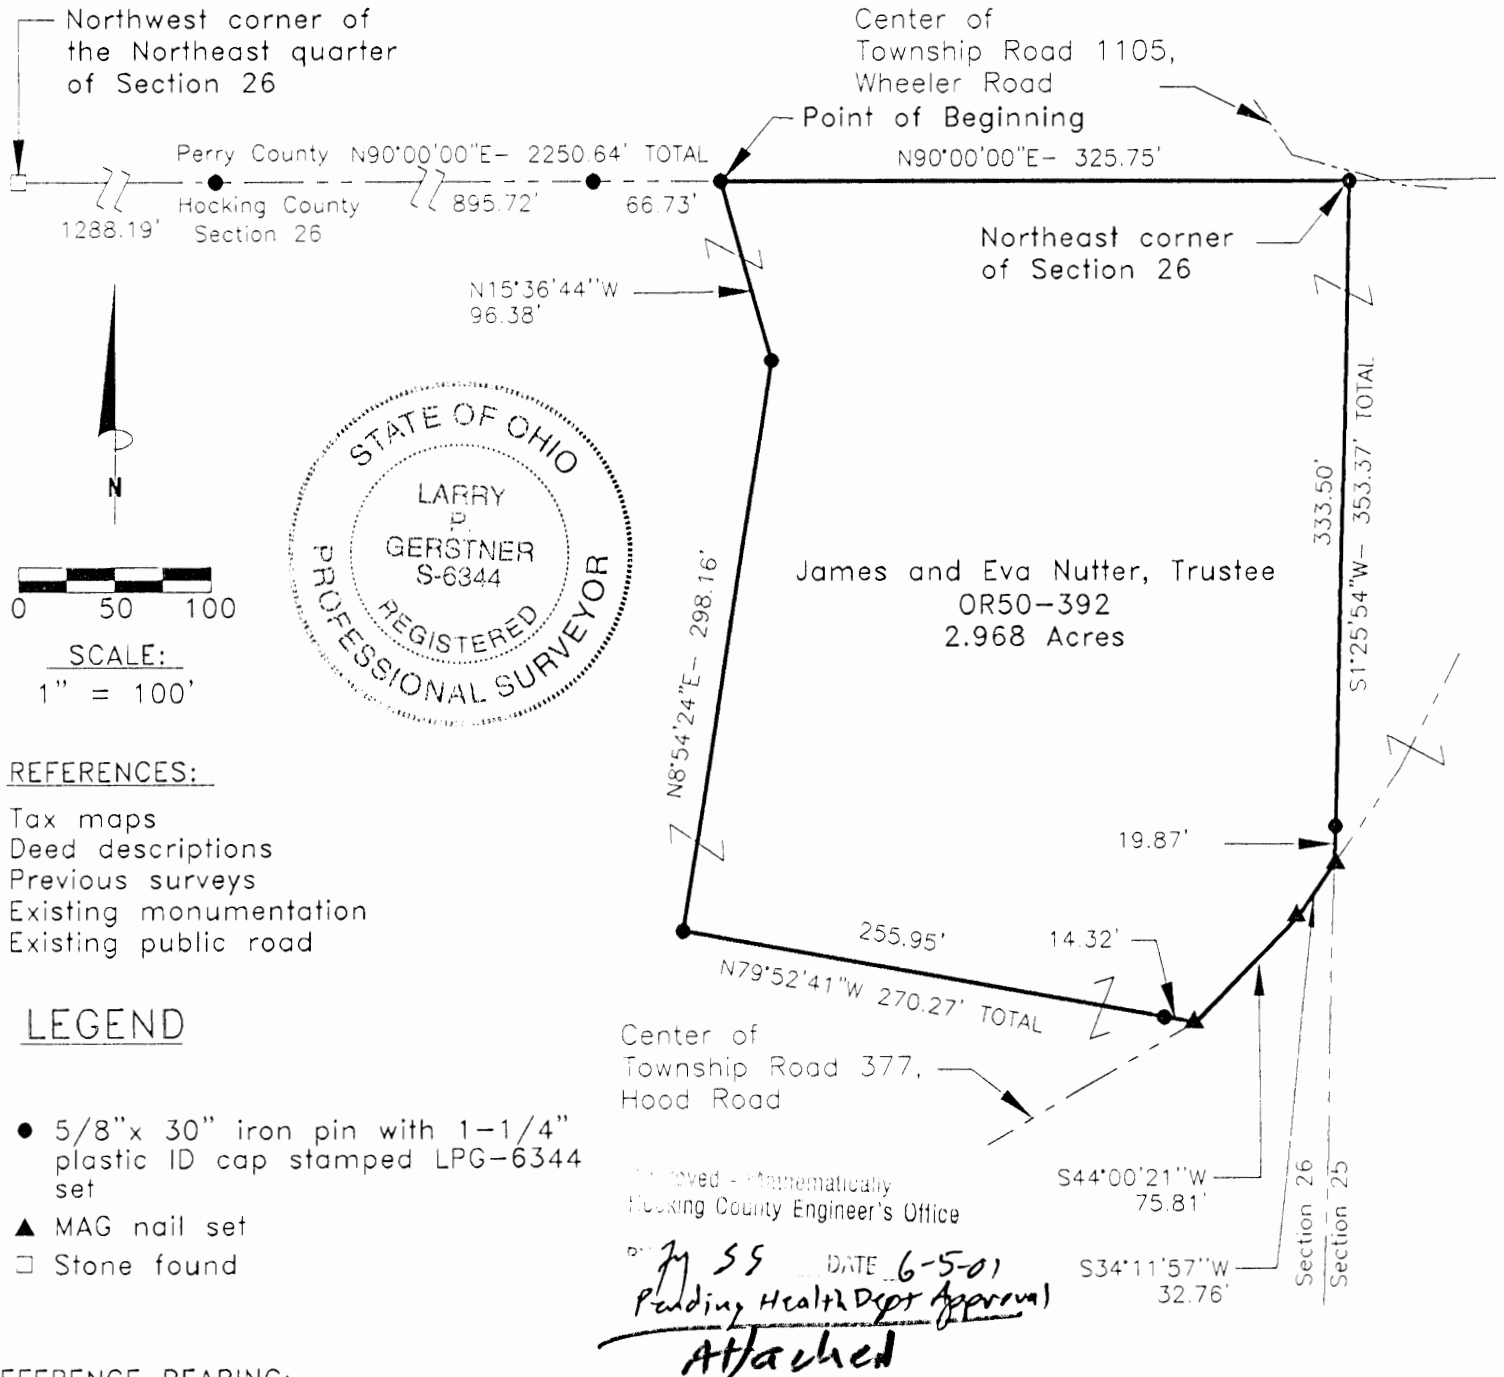 Northwest corner of
the Northeast quarter
of Section 26
Center of
Township Road 1105,
Wheeler Road
Point of Beginning
Perry County N90°00'00"E- 2250.64' TOTAL
N90°00'00"E- 325.75'
1288.19'
Hocking County
Section 26
895.72'
66.73'
Northeast corner
of Section 26
N15°36'44"W
96.38'
N
0 50 100
SCALE:
1" = 100'
STATE OF OHIO
LARRY
P.
GERSTNER
S-6344
REGISTERED
PROFESSIONAL SURVEYOR
N8°54'24"E- 298.16'
James and Eva Nutter, Trustee
OR50-392
2.968 Acres
333.50'
S1°25'54"W- 353.37' TOTAL
REFERENCES:
Tax maps
Deed descriptions
Previous surveys
Existing monumentation
Existing public road
19.87'
255.95'
14.32'
N79°52'41"W 270.27' TOTAL
LEGEND
5/8"x 30" iron pin with 1-1/4"
plastic ID cap stamped LPG-6344
set
MAG nail set
Stone found
Center of
Township Road 377,
Hood Road
S44°00'21"W
75.81'
S34°11'57"W
32.76'
Section 26
Section 25
Mathematically
Hocking County Engineer's Office
SS DATE 6-5-01
Pending Health Dept Approval
Attached